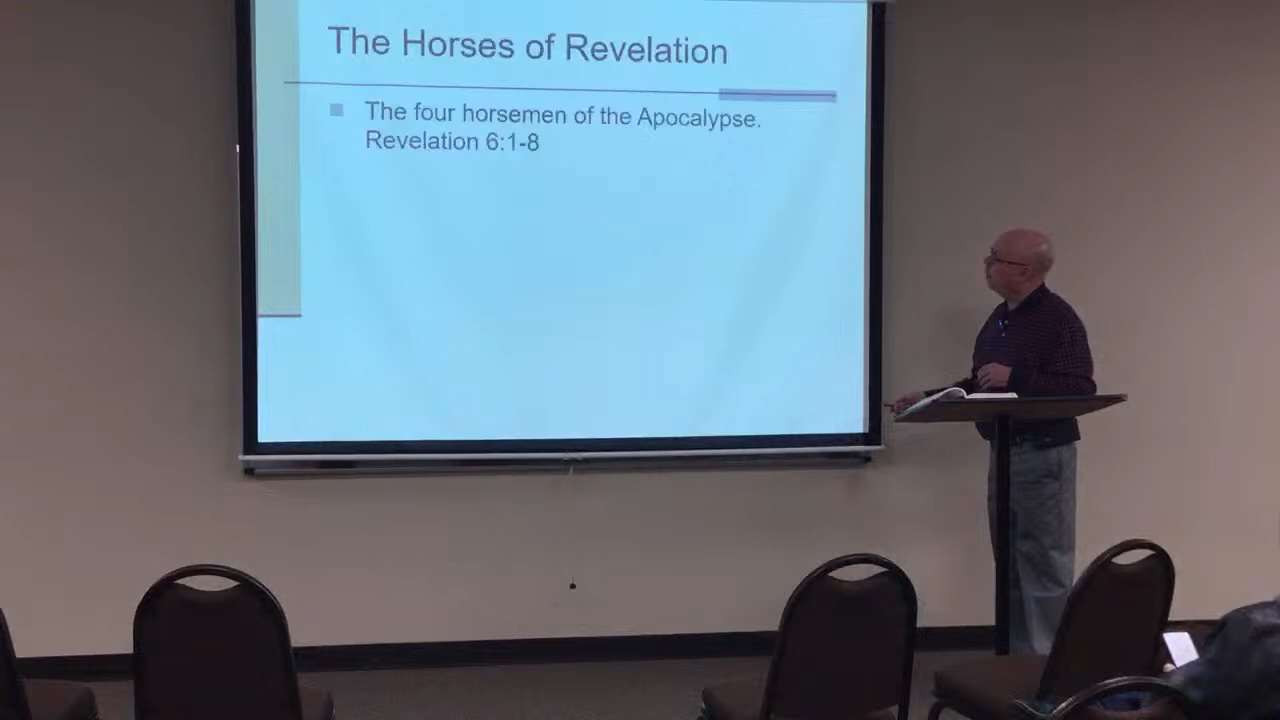 The Horses of Revelation
The four horsemen of the Apocalypse.
Revelation 6:1-8